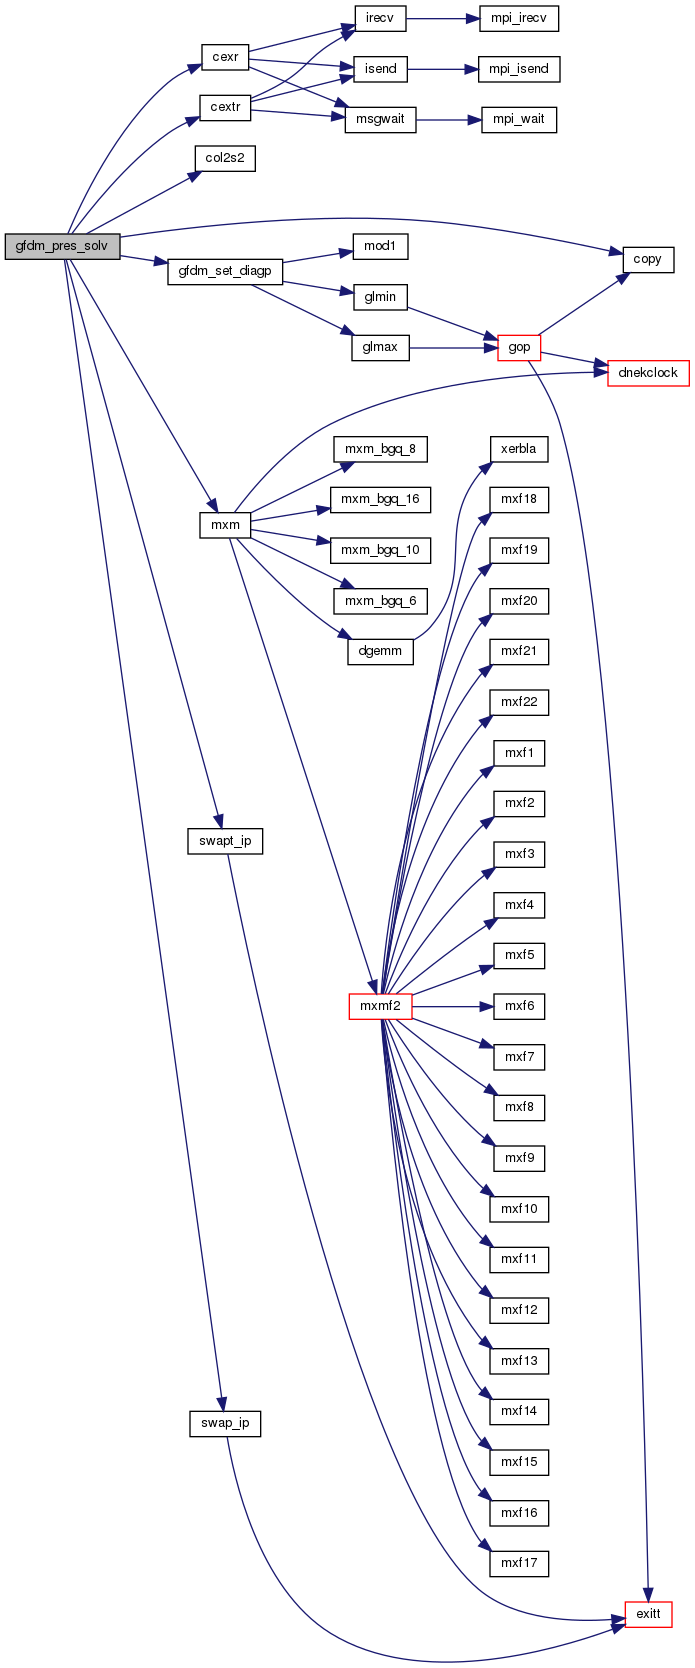 irecv
mpi_irecv
cexr
isend
mpi_isend
cextr
msgwait
mpi_wait
col2s2
gfdm_pres_solv
mod1
copy
gfdm_set_diagp
glmin
glmax
gop
dnekclock
mxm_bgq_8
xerbla
mxm_bgq_16
mxf18
mxm
mxm_bgq_10
mxf19
mxm_bgq_6
mxf20
dgemm
mxf21
mxf22
mxf1
mxf2
swapt_ip
mxf3
mxf4
mxf5
mxmf2
mxf6
mxf7
mxf8
mxf9
mxf10
mxf11
mxf12
mxf13
mxf14
swap_ip
mxf15
mxf16
mxf17
exitt